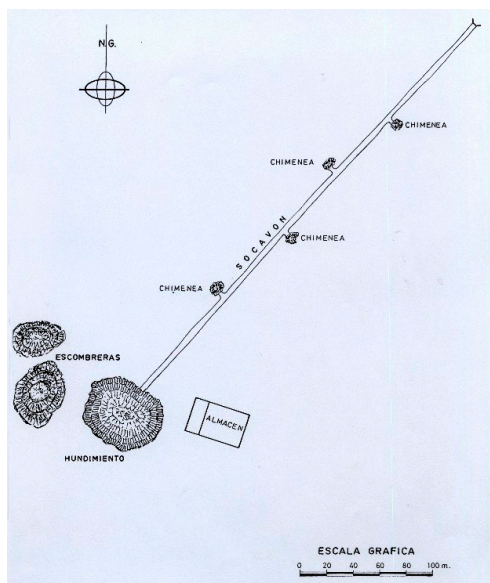 N.G.
CHIMENEA
CHIMENEA
SOCAVON
CHIMENEA
CHIMENEA
ESCOMBRERAS
ALMACEN
HUNDIMIENTO
ESCALA GRAFICA
0 20 40 60 80 100 m.